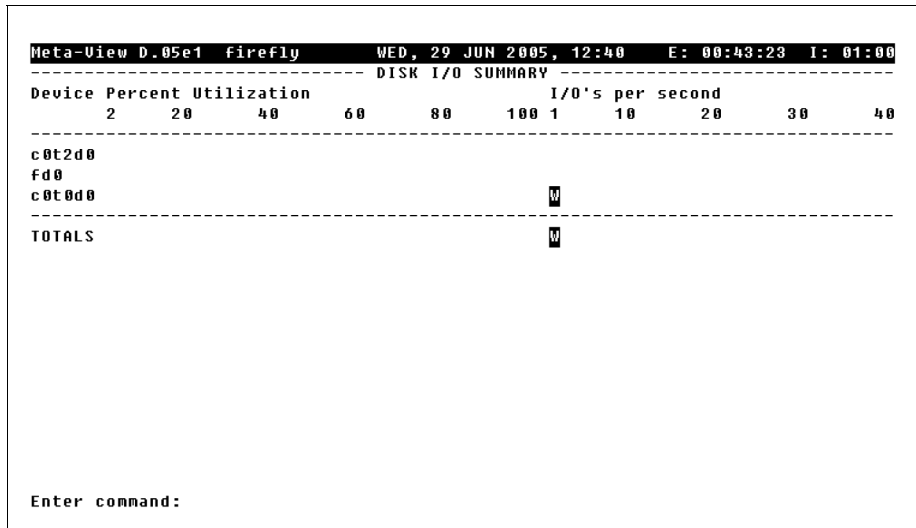 Meta-View D.05e1  firefly        WED, 29 JUN 2005, 12:40    E: 00:43:23  I: 01:00
------------------------------- DISK I/O SUMMARY -------------------------------
Device Percent Utilization                       I/O's per second
       2     20      40      60      80     100 1     10      20      30      40
--------------------------------------------------------------------------------
c0t2d0
fd0
c0t0d0                                          W
--------------------------------------------------------------------------------
TOTALS                                          W
Enter command: